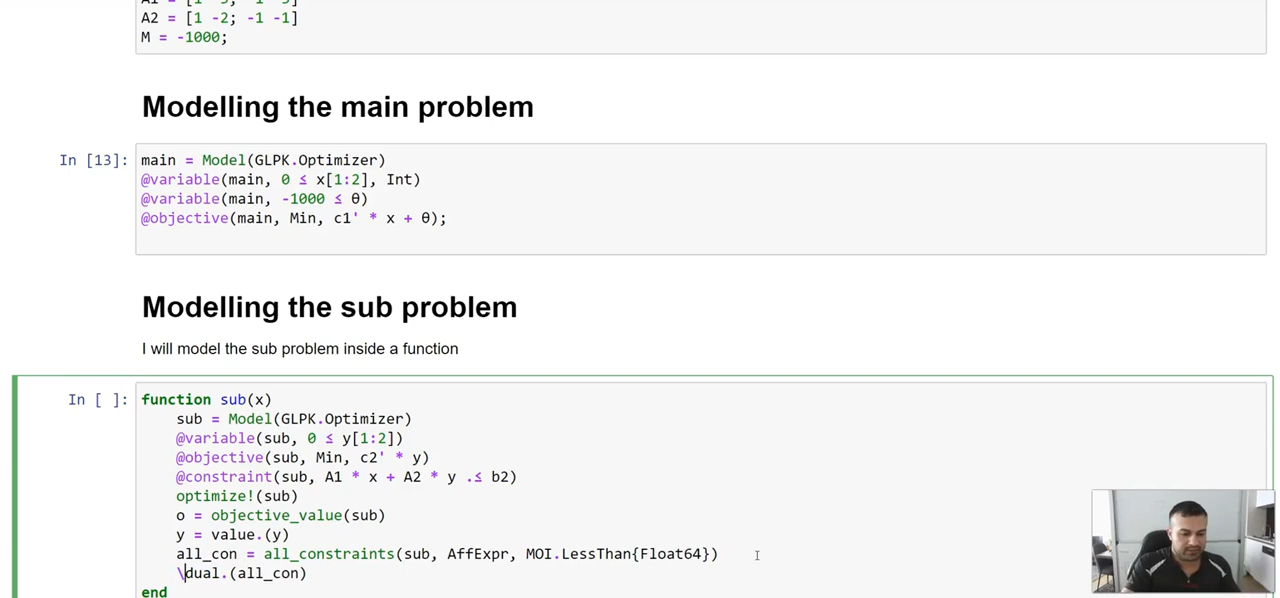 A2 = [1 -2; -1 -1]
M = -1000;
Modelling the main problem
In [13]:
main = Model(GLPK.Optimizer)
@variable(main, 0 ≤ x[1:2], Int)
@variable(main, -1000 ≤ θ)
@objective(main, Min, c1' * x + θ);
Modelling the sub problem
I will model the sub problem inside a function
In [ ]:
function sub(x)
    sub = Model(GLPK.Optimizer)
    @variable(sub, 0 ≤ y[1:2])
    @objective(sub, Min, c2' * y)
    @constraint(sub, A1 * x + A2 * y .≤ b2)
    optimize!(sub)
    o = objective_value(sub)
    y = value.(y)
    all_con = all_constraints(sub, AffExpr, MOI.LessThan{Float64})
    \dual.(all_con)
end